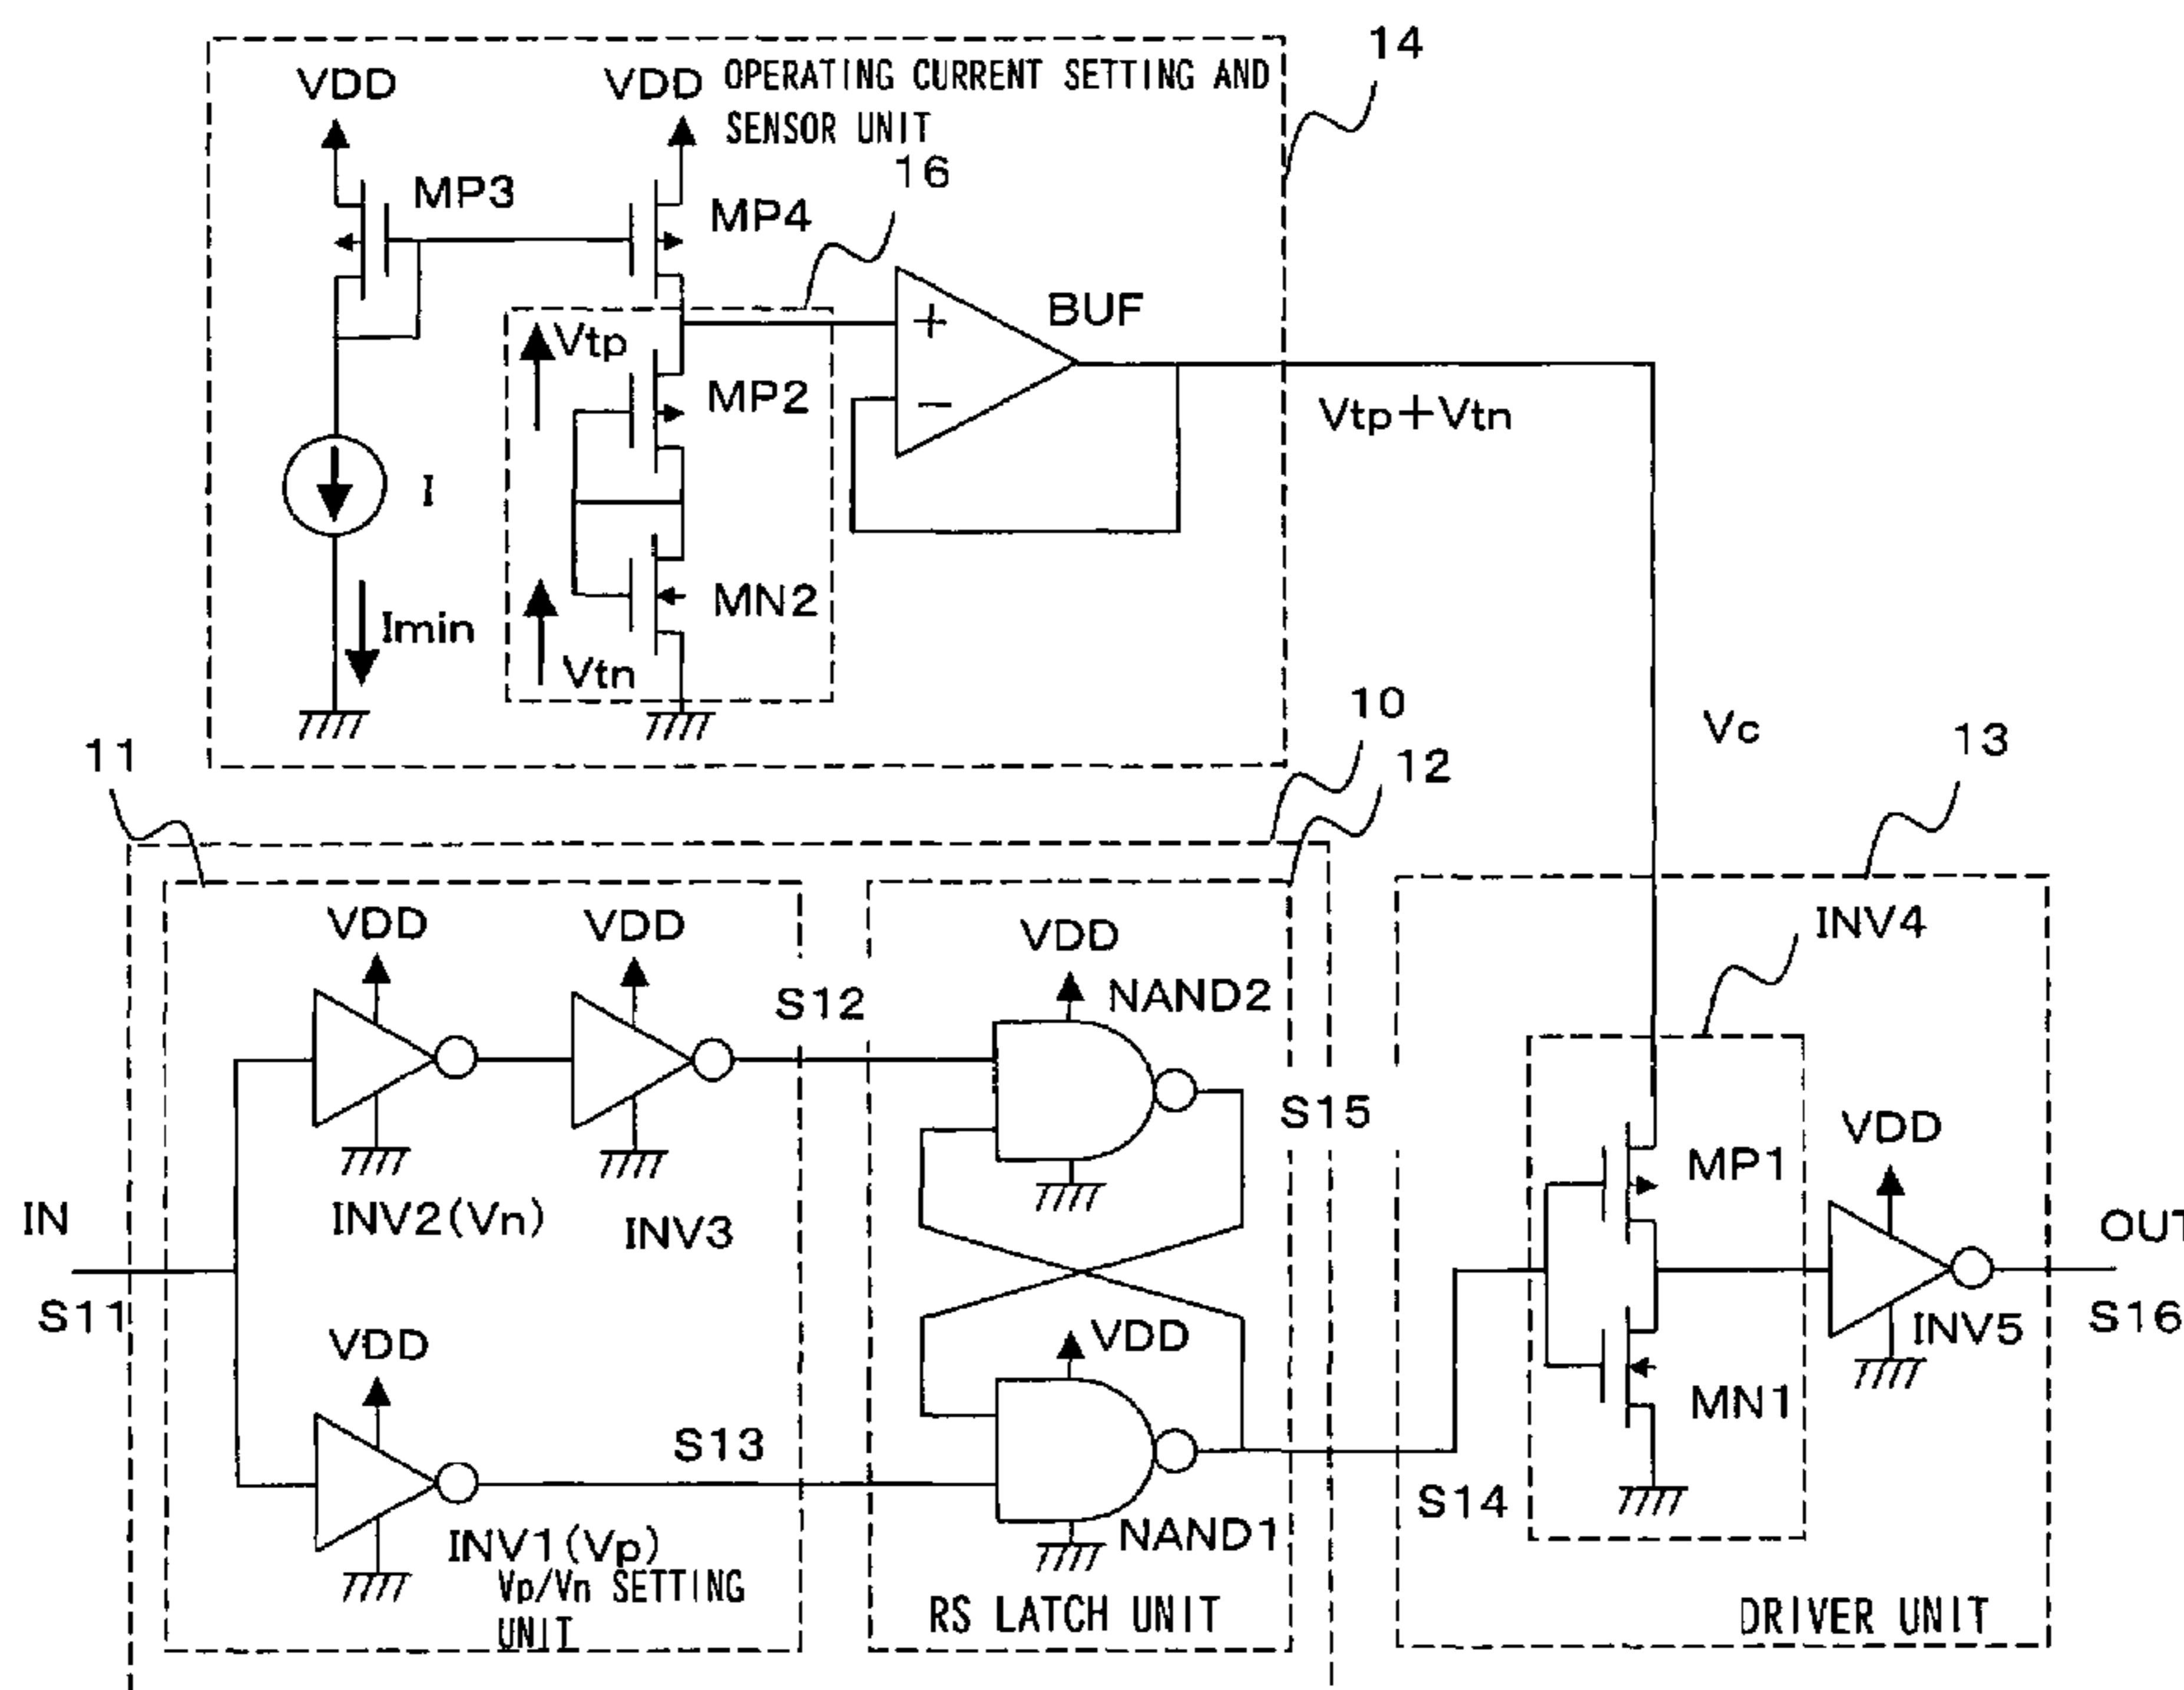 14
VDD
VDD
OPERATING CURRENT SETTING AND
SENSOR UNIT
16
MP3
MP4
BUF
Vtp
MP2
Vtp+Vtn
I
MN2
Imin
Vtn
10
Vc
13
11
12
VDD
VDD
VDD
INV4
S12
NAND2
S15
VDD
MP1
IN
INV2(Vn)
INV3
OUT
S11
VDD
VDD
INV5
S16
MN1
S13
S14
INV1(Vp)
NAND1
Vp/Vn SETTING
UNIT
RS LATCH UNIT
DRIVER UNIT